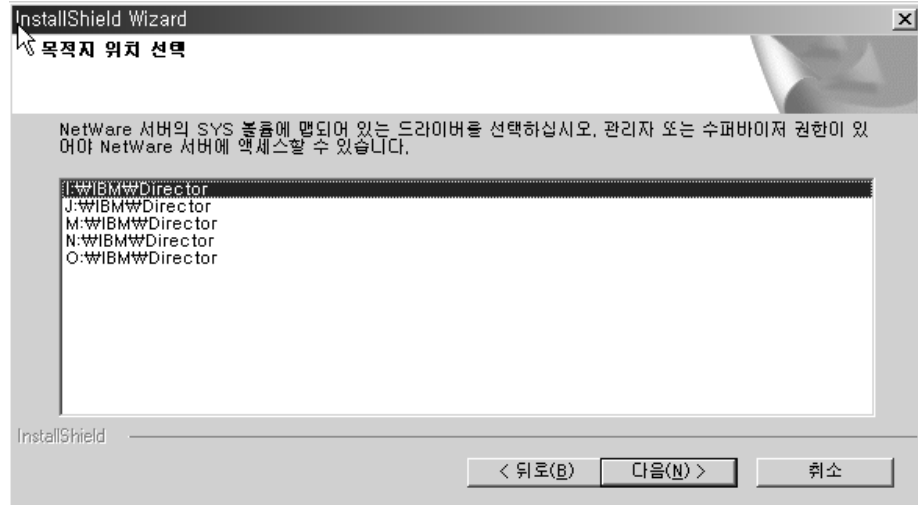 InstallShield Wizard
목적지 위치 선택
NetWare 서버의 SYS 볼륨에 맵되어 있는 드라이버를 선택하십시오. 관리자 또는 수퍼바이저 권한이 있
어야 NetWare 서버에 액세스할 수 있습니다.
I:₩IBM₩Director
J:₩IBM₩Director
M:₩IBM₩Director
N:₩IBM₩Director
O:₩IBM₩Director
InstallShield
< 뒤로(B) 다음(N) > 취소